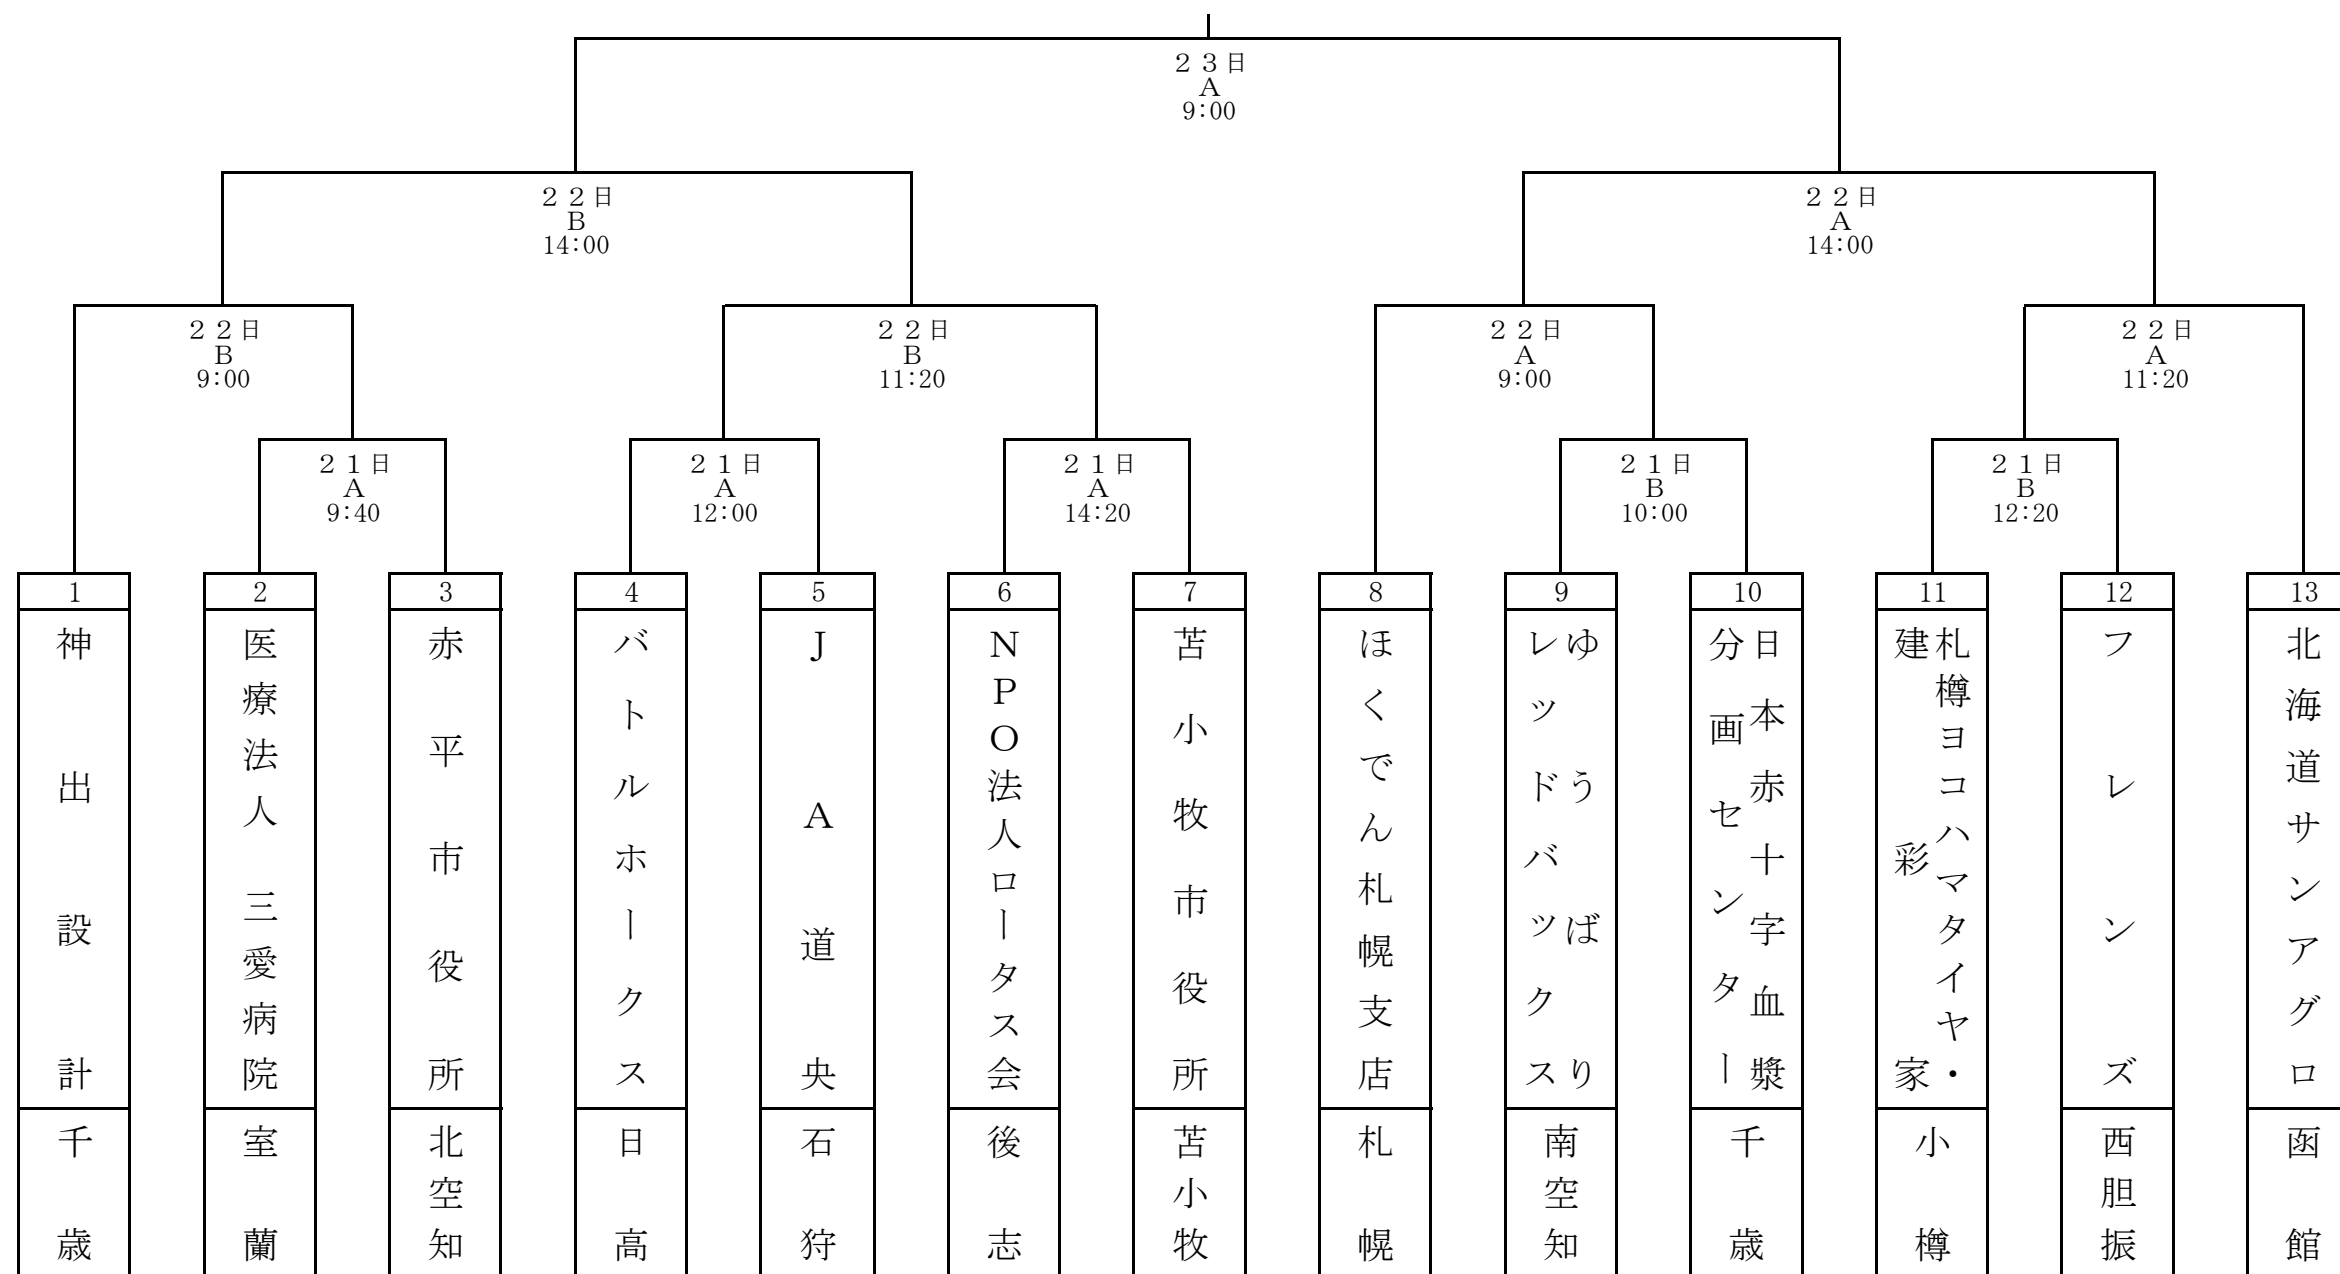 ２３日
A
9:00
２２日
B
14:00
２２日
A
14:00
２２日
B
9:00
２２日
B
11:20
２２日
A
9:00
２２日
A
11:20
２１日
A
9:40
２１日
A
12:00
２１日
A
14:20
２１日
B
10:00
２１日
B
12:20
1
2
3
4
5
6
7
8
9
10
11
12
13
神出設計
医療法人 三愛病院
赤平市役所
バトルホークス
JA道央
NPO法人ロータス会
苫小牧市役所
ほくでん札幌支店
ゆうばり
レッドバックス
日本赤十字血漿
分画センター
札樽ヨコハマタイヤ・
建彩家
フレンズ
北海道サンアグロ
千歳
室蘭
北空知
日高
石狩
後志
苫小牧
札幌
南空知
千歳
小樽
西胆振
函館